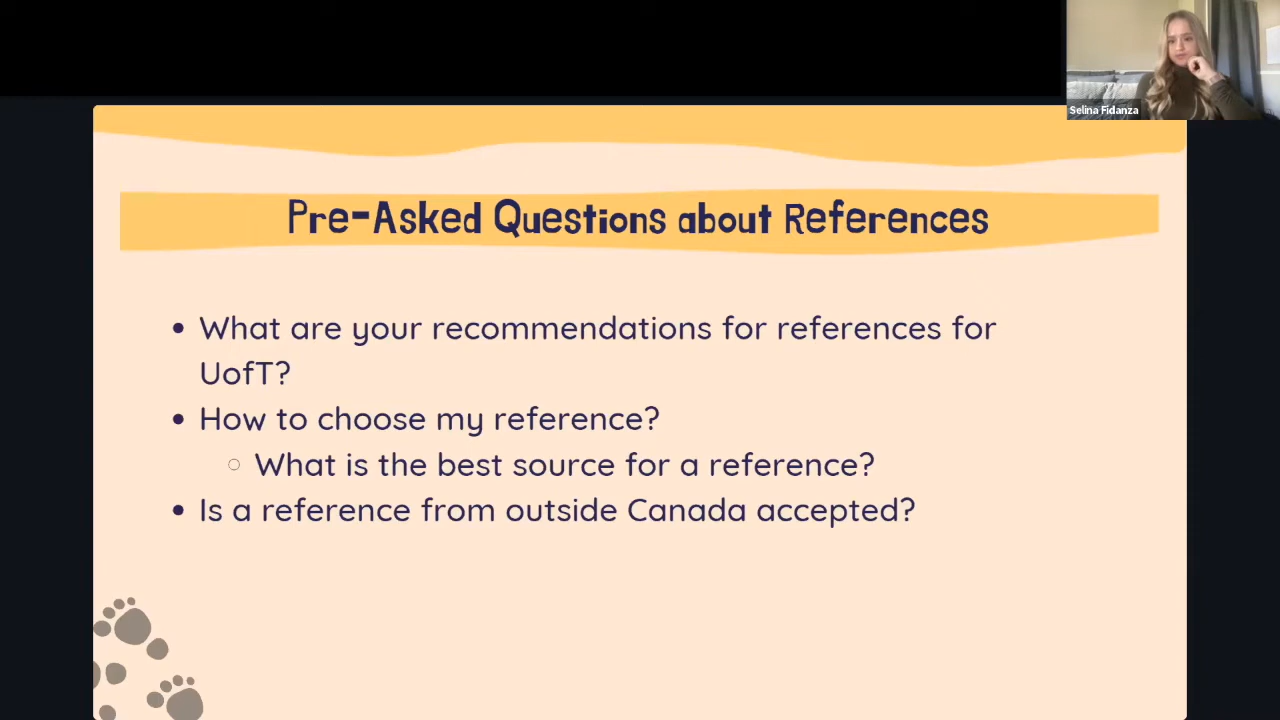 Selina Fidanza
Pre-Asked Questions about References
What are your recommendations for references for
UofT?
How to choose my reference?
What is the best source for a reference?
Is a reference from outside Canada accepted?